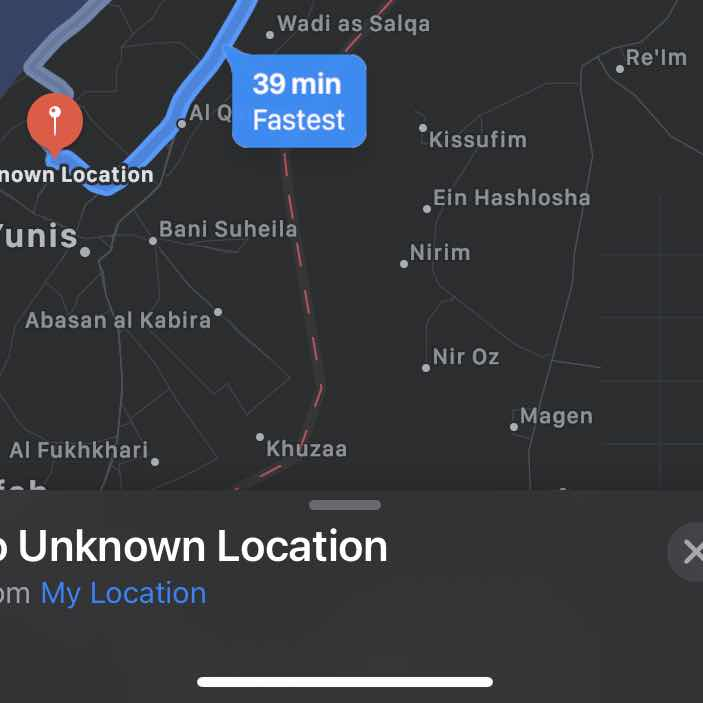 Wadi as Salqa
Re'Im
39 min
Fastest
Al Q
Kissufim
nown Location
Ein Hashlosha
Yunis
Bani Suheila
Nirim
Abasan al Kabira
Nir Oz
Magen
Al Fukhkhari
Khuzaa
o Unknown Location
om My Location